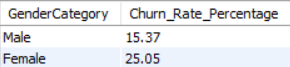 GenderCategory Churn_Rate_Percentage
Male 15.37
Female 25.05